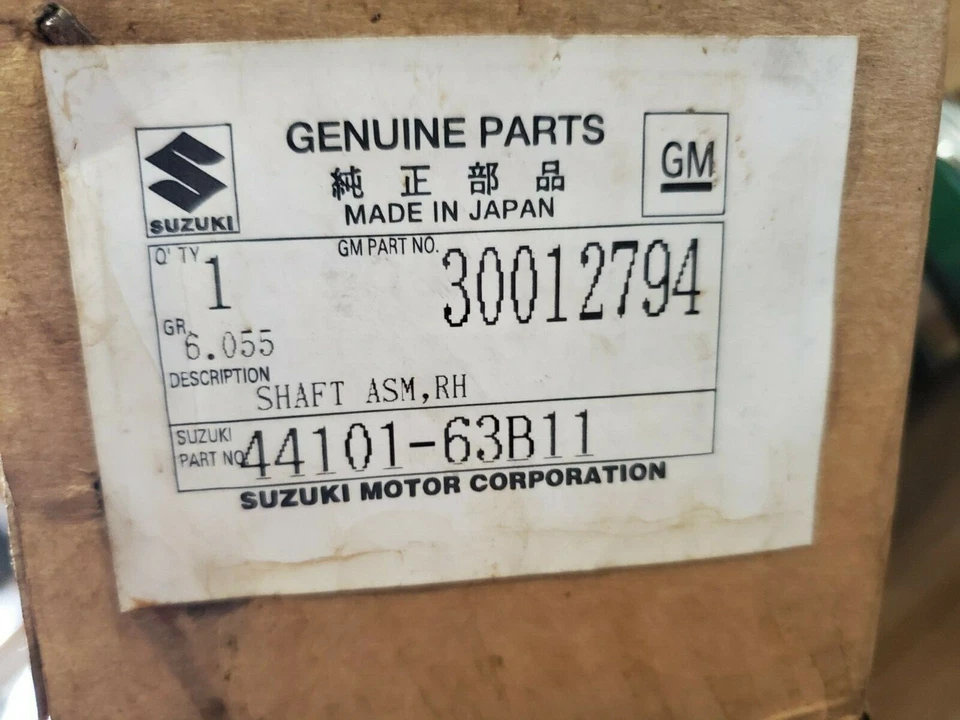 GENUINE PARTS
純正部品
MADE IN JAPAN
SUZUKI
GM
Q'TY 1
GM PART NO. 30012794
GR. 6.055
DESCRIPTION SHAFT ASM,RH
SUZUKI PART NO 44101-63B11
SUZUKI MOTOR CORPORATION